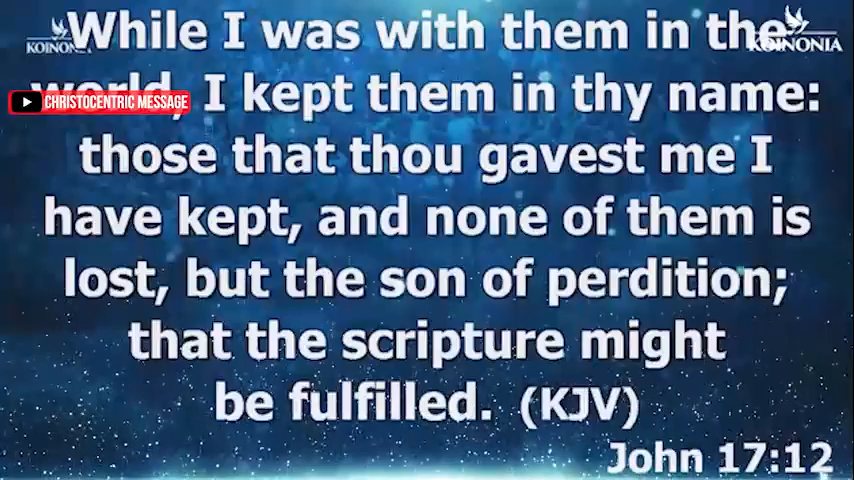 While I was with them in the
KOINONIA
KOINONIA
world, I kept them in thy name:
CHRISTOCENTRIC MESSAGE
those that thou gavest me I
have kept, and none of them is
lost, but the son of perdition;
that the scripture might
be fulfilled. (KJV)
John 17:12